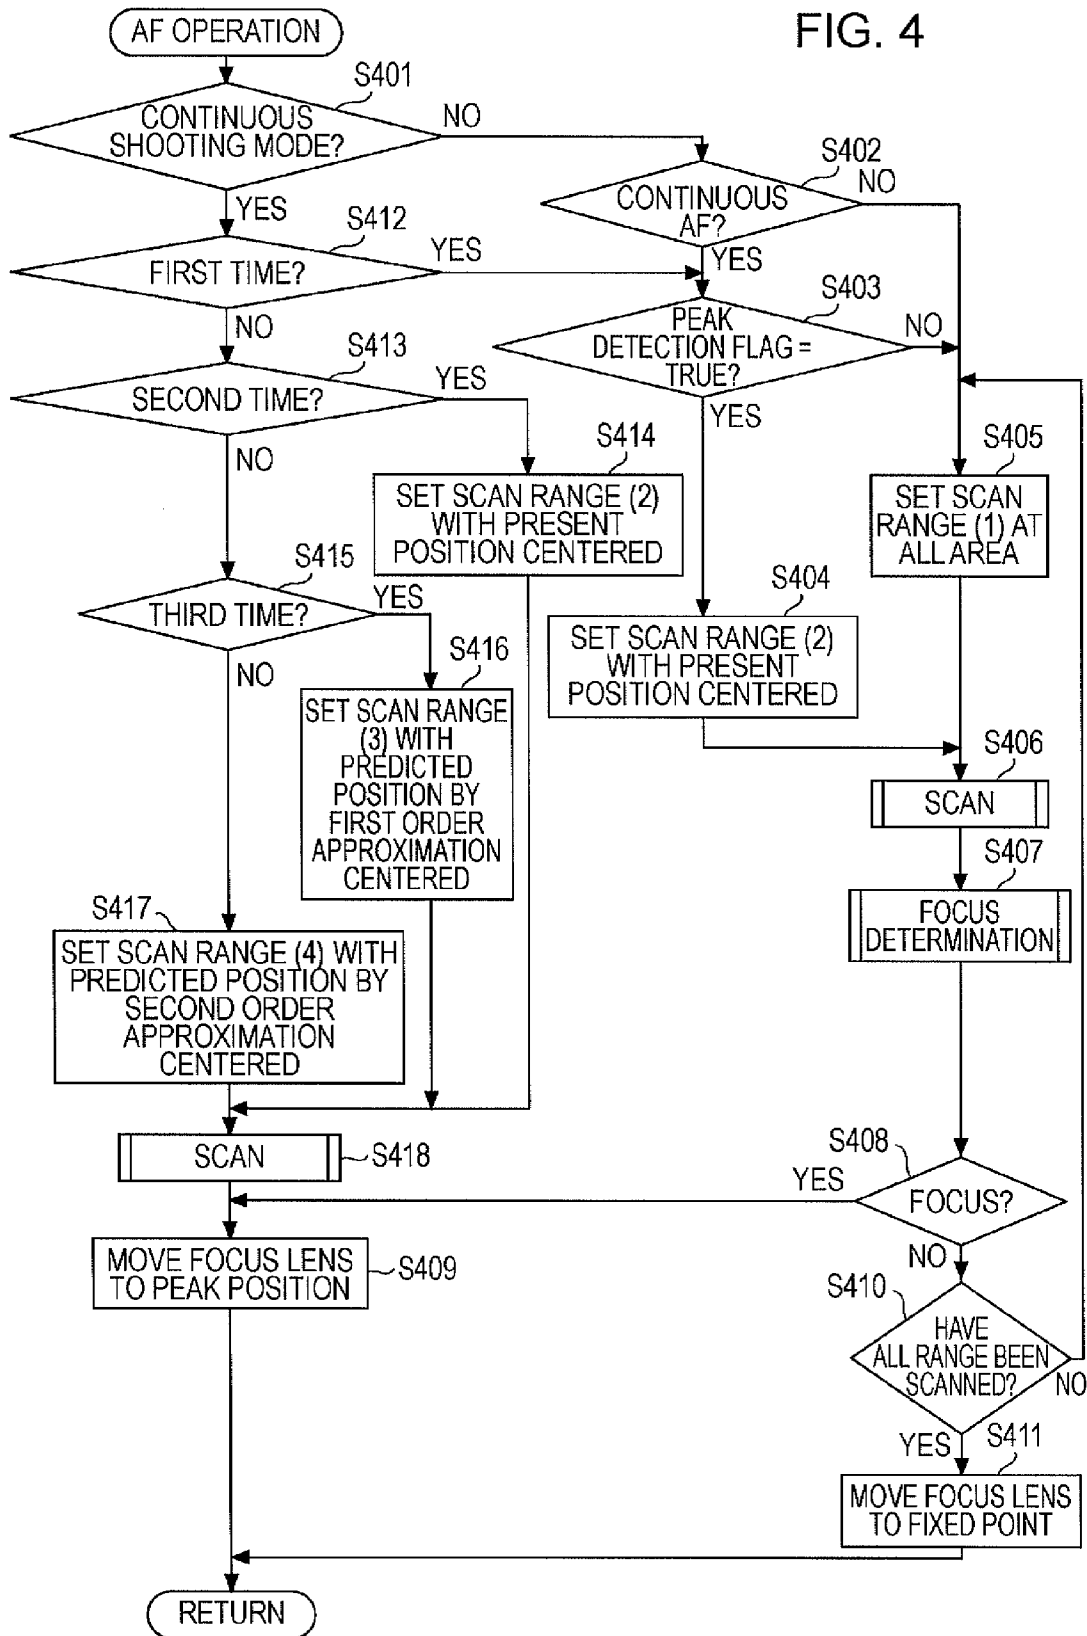 FIG. 4
AF OPERATION
S401
CONTINUOUS
SHOOTING MODE?
NO
YES
S402
CONTINUOUS
AF?
NO
YES
S412
FIRST TIME?
YES
NO
S403
PEAK
DETECTION FLAG =
TRUE?
NO
YES
S413
SECOND TIME?
YES
NO
S414
SET SCAN RANGE (2)
WITH PRESENT
POSITION CENTERED
S405
SET SCAN
RANGE (1) AT
ALL AREA
S415
THIRD TIME?
YES
NO
S404
SET SCAN RANGE (2)
WITH PRESENT
POSITION CENTERED
S416
SET SCAN RANGE
(3) WITH
PREDICTED
POSITION BY
FIRST ORDER
APPROXIMATION
CENTERED
S406
SCAN
S407
FOCUS
DETERMINATION
S417
SET SCAN RANGE (4) WITH
PREDICTED POSITION BY
SECOND ORDER
APPROXIMATION
CENTERED
SCAN
S418
S408
FOCUS?
YES
NO
MOVE FOCUS LENS
TO PEAK POSITION
S409
S410
HAVE
ALL RANGE BEEN
SCANNED?
NO
YES
S411
MOVE FOCUS LENS
TO FIXED POINT
RETURN